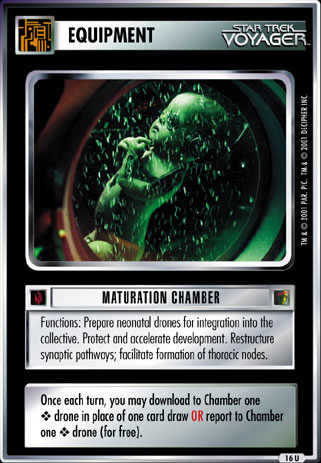 EQUIPMENT
STAR TREK
VOYAGER
TM & © 2001 PAR. P.C. TM & © 2001 DECIPHER INC.
MATURATION CHAMBER
Functions: Prepare neonatal drones for integration into the
collective. Protect and accelerate development. Restructure
synaptic pathways; facilitate formation of thoracic nodes.
Once each turn, you may download to Chamber one
❖ drone in place of one card draw OR report to Chamber
one ❖ drone (for free).
16 U